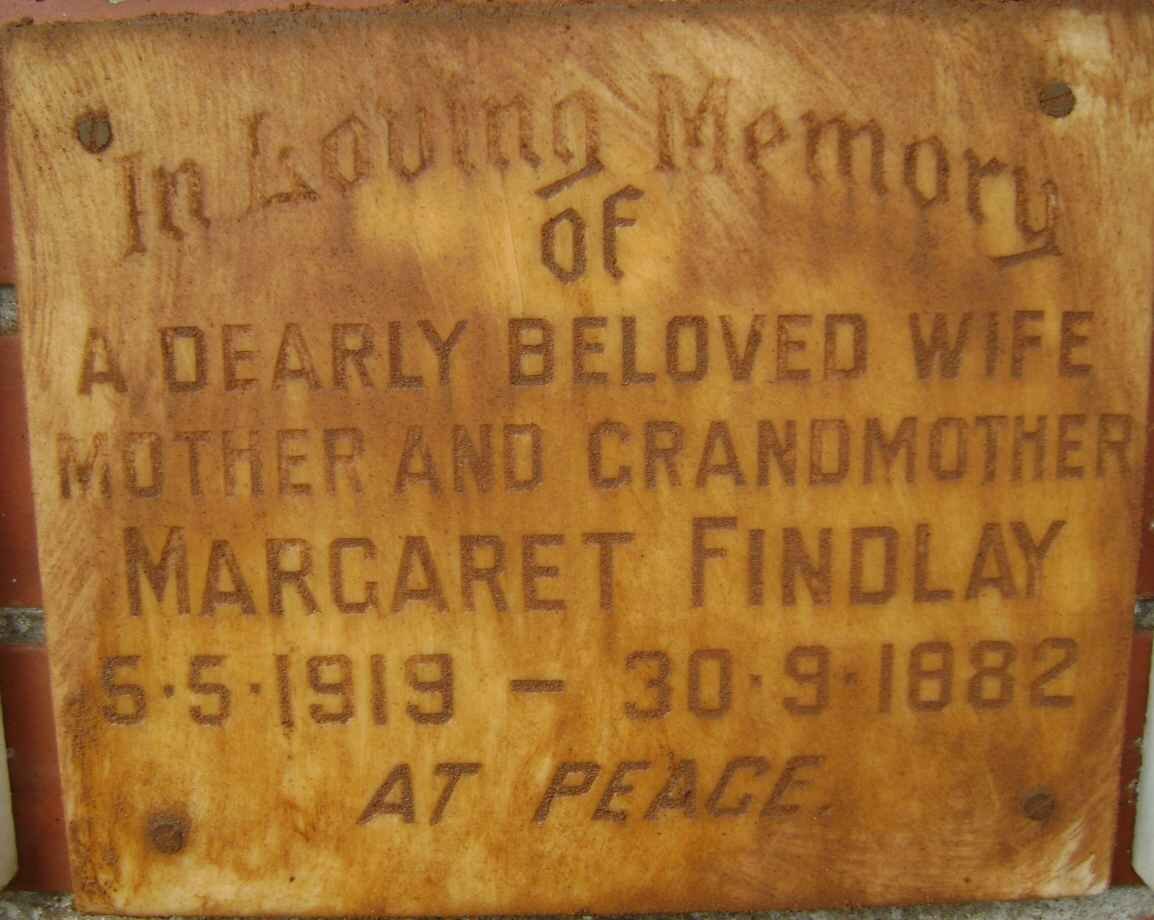 In Loving Memory
of
A DEARLY BELOVED WIFE
MOTHER AND GRANDMOTHER
MARGARET FINDLAY
5·5·1919 – 30·9·1882
AT PEACE.